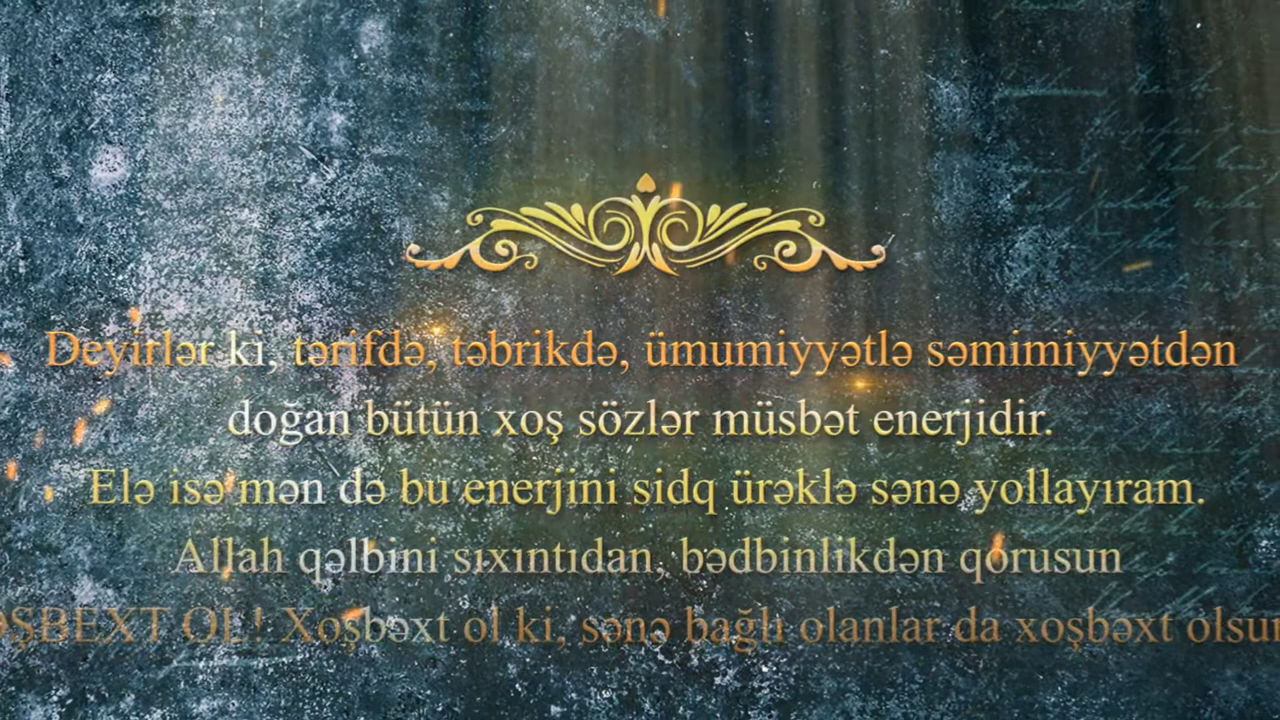 Deyirlər ki, tərifdə, təbrikdə, ümumiyyətlə səmimiyyətdən
doğan bütün xoş sözlər müsbət enerjidir.
Elə isə mən də bu enerjini sidq ürəklə sənə yollayıram.
Allah qəlbini sıxıntıdan, bədbinlikdən qorusun
OL! Xoşbəxt ol ki, sənə bağlı olanlar da xoşbəxt